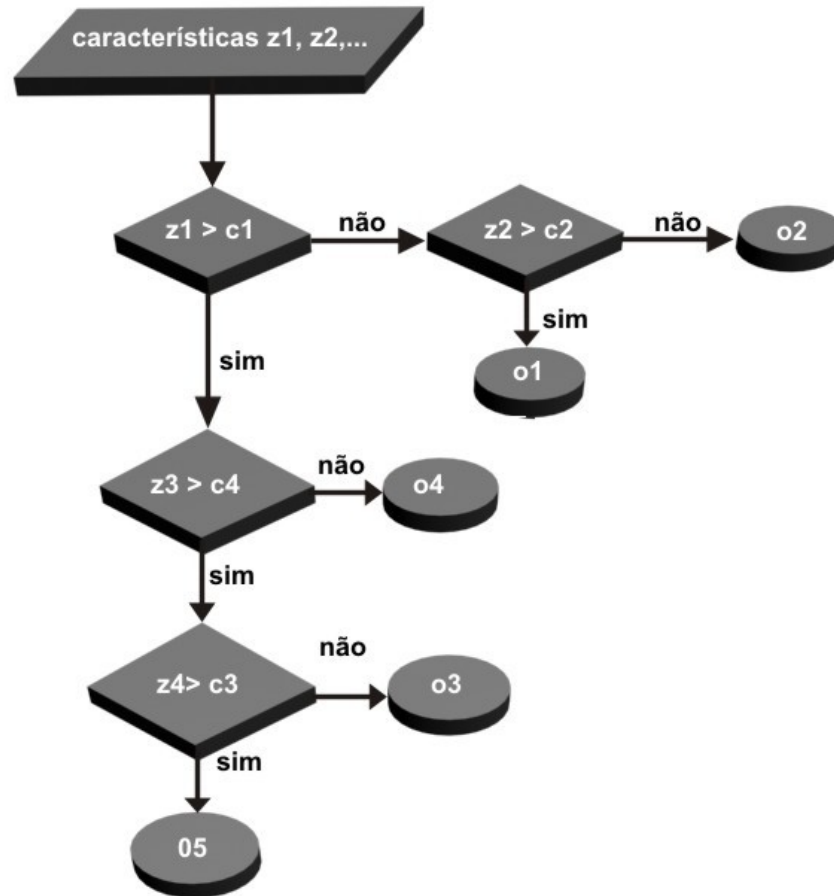 características z1, z2,...
z1 > c1
não
z2 > c2
não
o2
sim
o1
sim
z3 > c4
não
o4
sim
z4> c3
não
o3
sim
05